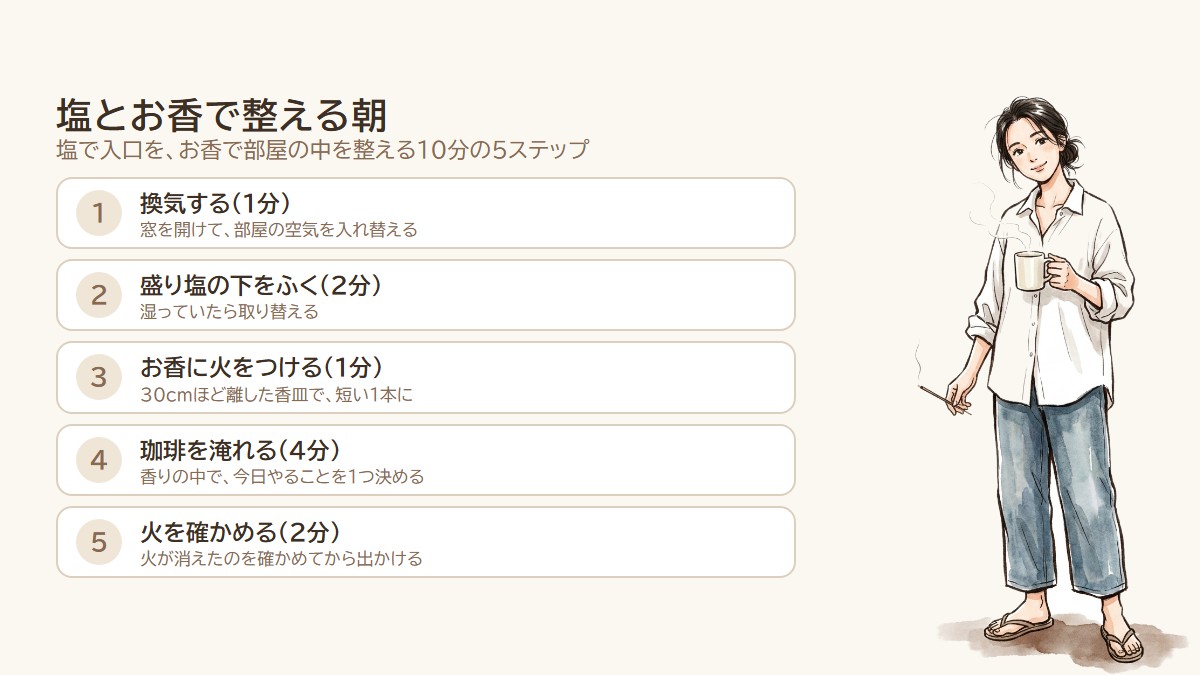 塩とお香で整える朝
塩で入口を、お香で部屋の中を整える10分の5ステップ
1
換気する(1分)
窓を開けて、部屋の空気を入れ替える
2
盛り塩の下をふく(2分)
湿っていたら取り替える
3
お香に火をつける(1分)
30cmほど離した香皿で、短い1本に
4
珈琲を淹れる(4分)
香りの中で、今日やることを1つ決める
5
火を確かめる(2分)
火が消えたのを確かめてから出かける